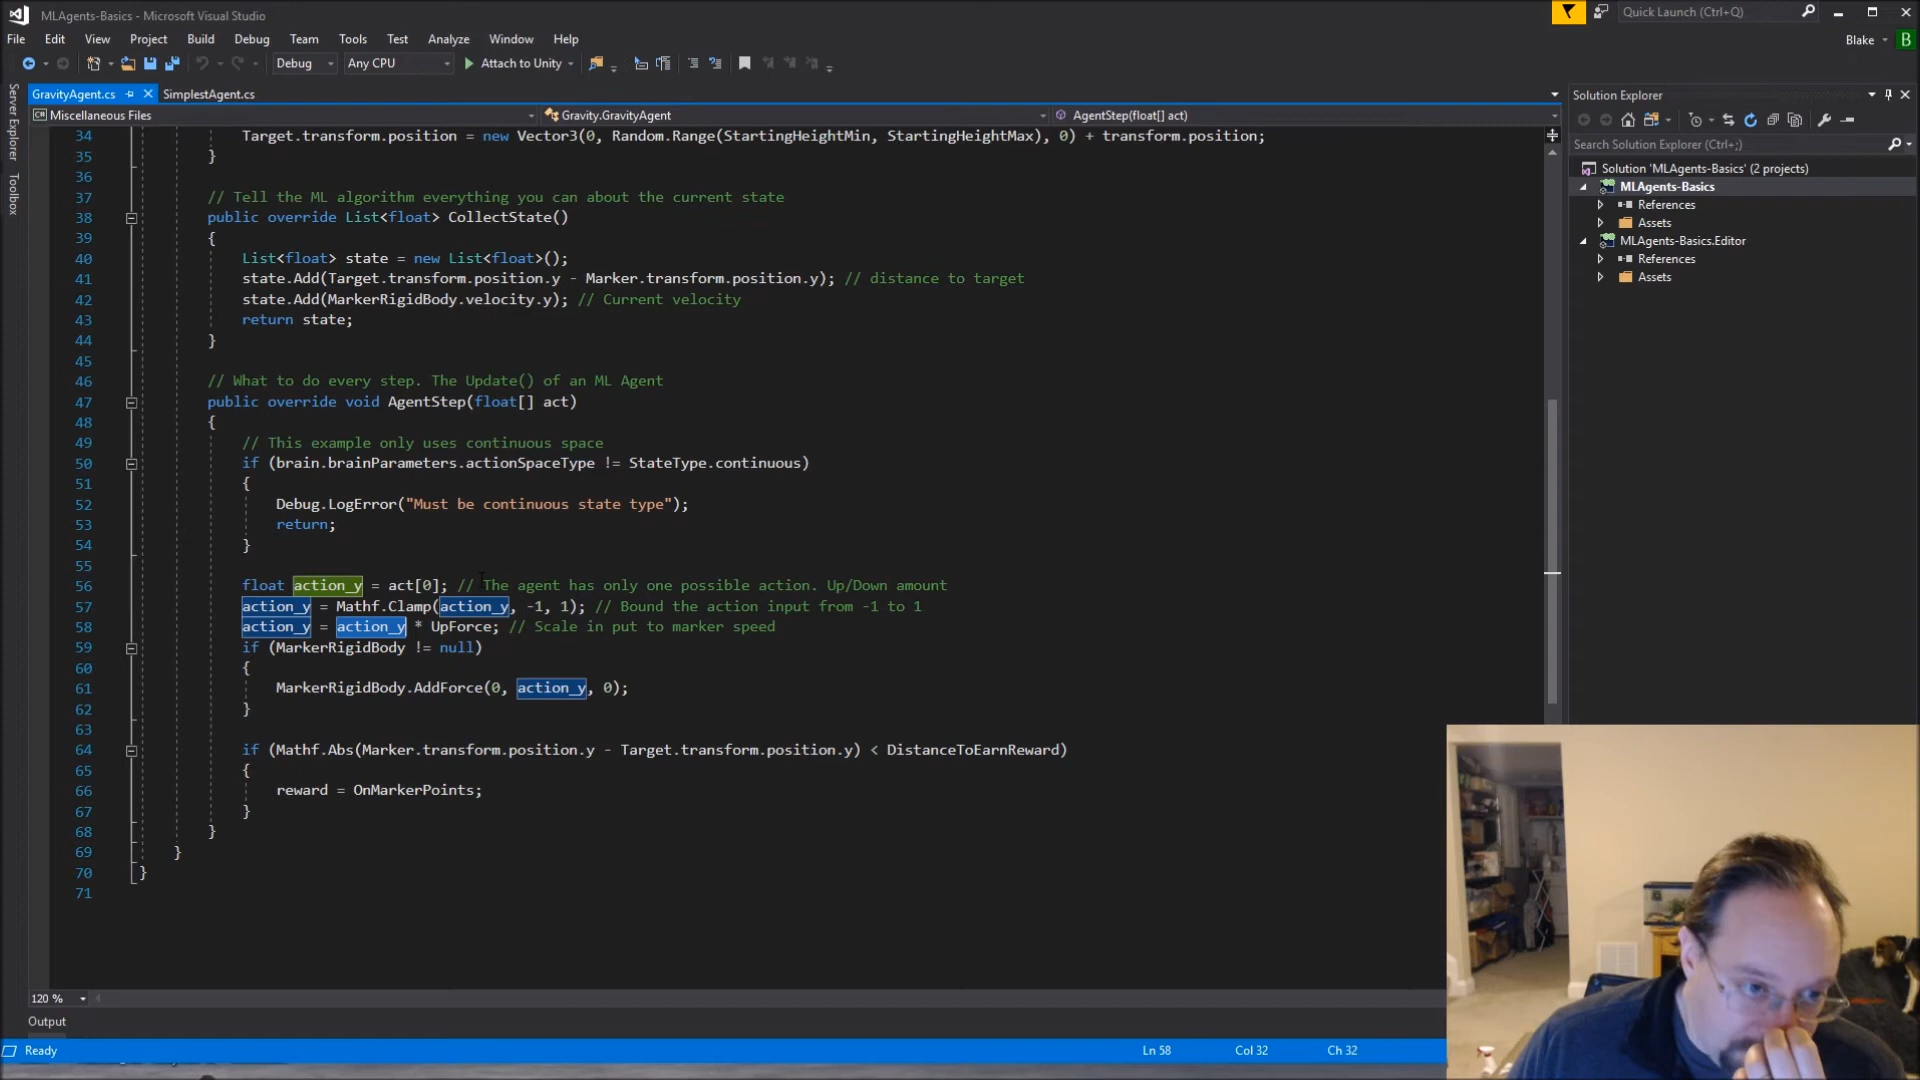 MLAgents-Basics - Microsoft Visual Studio
Quick Launch (Ctrl+Q)
File Edit View Project Build Debug Team Tools Test Analyze Window Help
Blake B
Debug Any CPU Attach to Unity
Server Explorer
Toolbox
GravityAgent.cs SimplestAgent.cs
Miscellaneous Files Gravity.GravityAgent AgentStep(float[] act)
34 Target.transform.position = new Vector3(0, Random.Range(StartingHeightMin, StartingHeightMax), 0) + transform.position;
35 }
36
37 // Tell the ML algorithm everything you can about the current state
38 public override List<float> CollectState()
39 {
40 List<float> state = new List<float>();
41 state.Add(Target.transform.position.y - Marker.transform.position.y); // distance to target
42 state.Add(MarkerRigidBody.velocity.y); // Current velocity
43 return state;
44 }
45
46 // What to do every step. The Update() of an ML Agent
47 public override void AgentStep(float[] act)
48 {
49 // This example only uses continuous space
50 if (brain.brainParameters.actionSpaceType != StateType.continuous)
51 {
52 Debug.LogError("Must be continuous state type");
53 return;
54 }
55
56 float action_y = act[0]; // The agent has only one possible action. Up/Down amount
57 action_y = Mathf.Clamp(action_y, -1, 1); // Bound the action input from -1 to 1
58 action_y = action_y * UpForce; // Scale in put to marker speed
59 if (MarkerRigidBody != null)
60 {
61 MarkerRigidBody.AddForce(0, action_y, 0);
62 }
63
64 if (Mathf.Abs(Marker.transform.position.y - Target.transform.position.y) < DistanceToEarnReward)
65 {
66 reward = OnMarkerPoints;
67 }
68 }
69 }
70 }
71
120 %
Output
Ready Ln 58 Col 32 Ch 32
Solution Explorer
Search Solution Explorer (Ctrl+;)
Solution 'MLAgents-Basics' (2 projects)
MLAgents-Basics
References
Assets
MLAgents-Basics.Editor
References
Assets